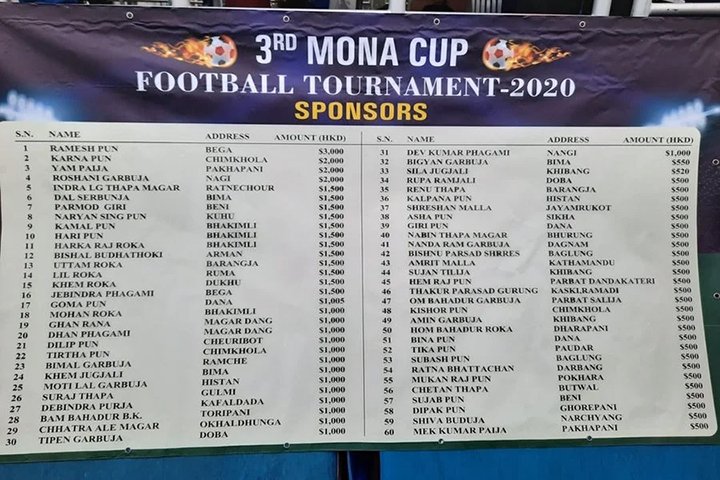 3RD MONA CUP
FOOTBALL TOURNAMENT-2020
SPONSORS
S.N. NAME ADDRESS AMOUNT (HKD)
1 RAMESH PUN BEGA $3,000
2 KARNA PUN CHIMKHOLA $2,000
3 YAM PAIJA PAKHAPANI $2,000
4 ROSHANI GARBUJA NAGI $2,000
5 INDRA LG THAPA MAGAR RATNECHOUR $1,500
6 DAL SERBUNJA BIMA $1,500
7 PARMOD GIRI BENI $1,500
8 NARYAN SING PUN KUHU $1,500
9 KAMAL PUN BHAKIMLI $1,500
10 HARI PUN BHAKIMLI $1,500
11 HARKA RAJ ROKA BHAKIMLI $1,500
12 BISHAL BUDHATHOKI ARMAN $1,500
13 UTTAM ROKA BARANGJA $1,500
14 LIL ROKA RUMA $1,500
15 KHEM ROKA DUKHU $1,500
16 JEBINDRA PHAGAMI BEGA $1,500
17 GOMA PUN DANA $1,005
18 MOHAN ROKA BHAKIMLI $1,000
19 GHAN RANA MAGAR DANG $1,000
20 DHAN PHAGAMI MAGAR DANG $1,000
21 DILIP PUN CHEURIBOT $1,000
22 TIRTHA PUN CHIMKHOLA $1,000
23 BIMAL GARBUJA RAMCHE $1,000
24 KHEM JUGJALI BIMA $1,000
25 MOTI LAL GARBUJA HISTAN $1,000
26 SURAJ THAPA GULMI $1,000
27 DEBINDRA PURJA KAFALDADA $1,000
28 BAM BAHADUR B.K. TORIPANI $1,000
29 CHHATRA ALE MAGAR OKHALDHUNGA $1,000
30 TIPEN GARBUJA DOBA $1,000
S.N. NAME ADDRESS AMOUNT (HKD)
31 DEV KUMAR PHAGAMI NANGI $1,000
32 BIGYAN GARBUJA BIMA $550
33 SILA JUGJALI KHIBANG $520
34 RUPA RAMJALI DOBA $500
35 RENU THAPA BARANGJA $500
36 KALPANA PUN HISTAN $500
37 SHRESHAN MALLA JAYAMRUKOT $500
38 ASHA PUN SIKHA $500
39 GIRI PUN DANA $500
40 NABIN THAPA MAGAR BHURUNG $500
41 NANDA RAM GARBUJA DAGNAM $500
42 BISHNU PARSAD SHRRES BAGLUNG $500
43 AMRIT MALLA KATHAMANDU $500
44 SUJAN TILIJA KHIBANG $500
45 HEM RAJ PUN PARBAT DANDAKATERI $500
46 THAKUR PARASAD GURUNG KASKI,RAMADI $500
47 OM BAHADUR GARBUJA PARBAT SALIJA $500
48 KISHOR PUN CHIMKHOLA $500
49 AMIN GARBUJA KHIBANG $500
50 HOM BAHADUR ROKA DHARAPANI $500
51 BINA PUN DANA $500
52 TIKA PUN PAUDAR $500
53 SUBASH PUN BAGLUNG $500
54 RATNA BHATTACHAN DARBANG $500
55 MUKAN RAJ PUN POKHARA $500
56 CHETAN THAPA BUTWAL $500
57 SUJAB PUN BENI $500
58 DIPAK PUN GHOREPANI $500
59 SHIVA BUDUJA NARCHYANG $500
60 MEK KUMAR PAIJA PAKHAPANI $500